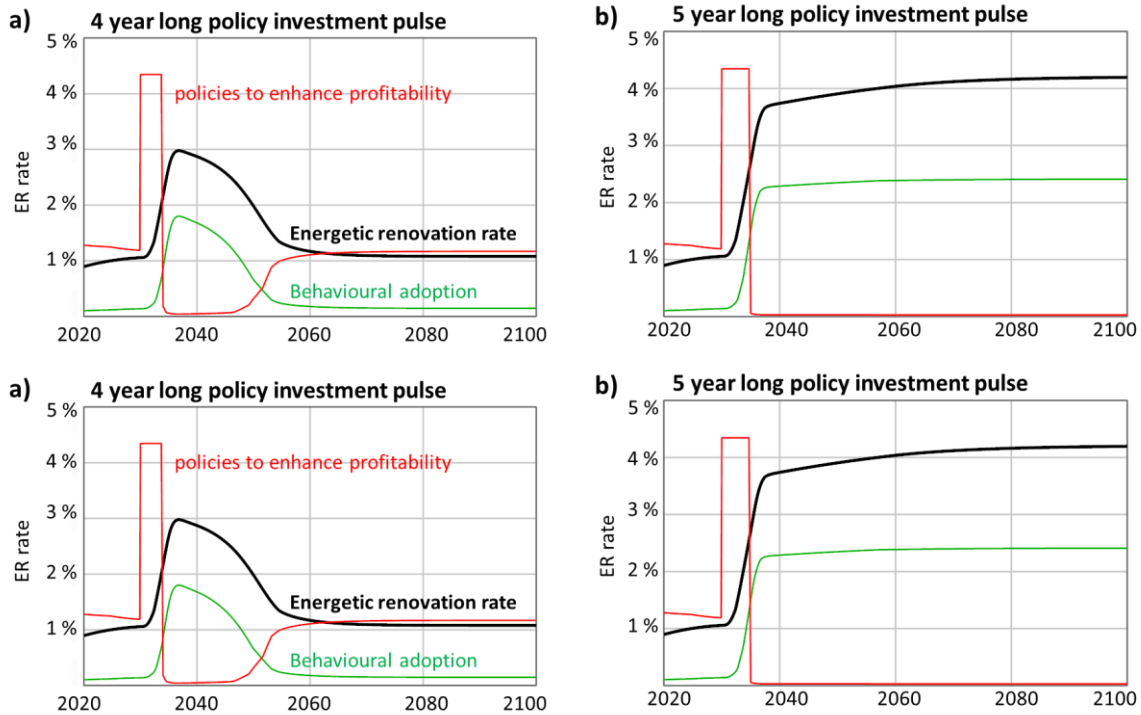 a) 4 year long policy investment pulse
5 %
4 %
3 %
2 %
1 %
ER rate
policies to enhance profitability
Energetic renovation rate
Behavioural adoption
2020 2040 2060 2080 2100
b) 5 year long policy investment pulse
5 %
4 %
3 %
2 %
1 %
ER rate
2020 2040 2060 2080 2100
a) 4 year long policy investment pulse
5 %
4 %
3 %
2 %
1 %
ER rate
policies to enhance profitability
Energetic renovation rate
Behavioural adoption
2020 2040 2060 2080 2100
b) 5 year long policy investment pulse
5 %
4 %
3 %
2 %
1 %
ER rate
2020 2040 2060 2080 2100